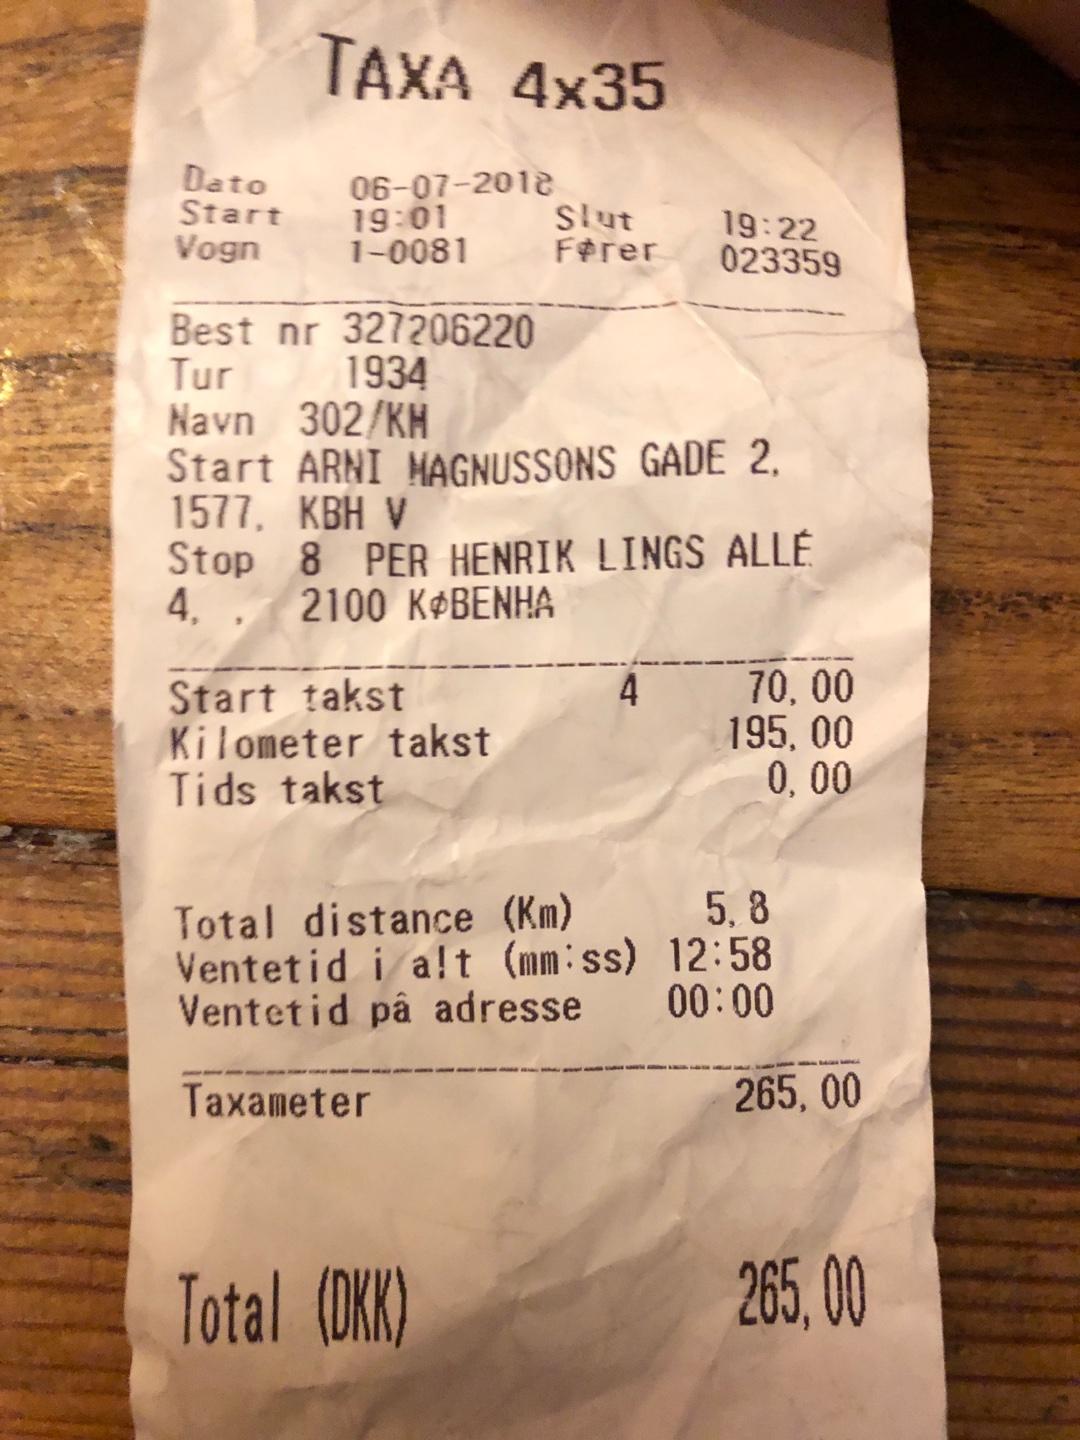 TAXA 4x35
Dato 06-07-2018
Start 19:01 Slut 19:22
Vogn 1-0081 Fører 023359
Best nr 327206220
Tur 1934
Navn 302/KH
Start ARNI MAGNUSSONS GADE 2,
1577, KBH V
Stop 8 PER HENRIK LINGS ALLÉ
4, , 2100 KØBENHA
Start takst 4 70,00
Kilometer takst 195,00
Tids takst 0,00
Total distance (Km) 5,8
Ventetid i alt (mm:ss) 12:58
Ventetid på adresse 00:00
Taxameter 265,00
Total (DKK) 265,00